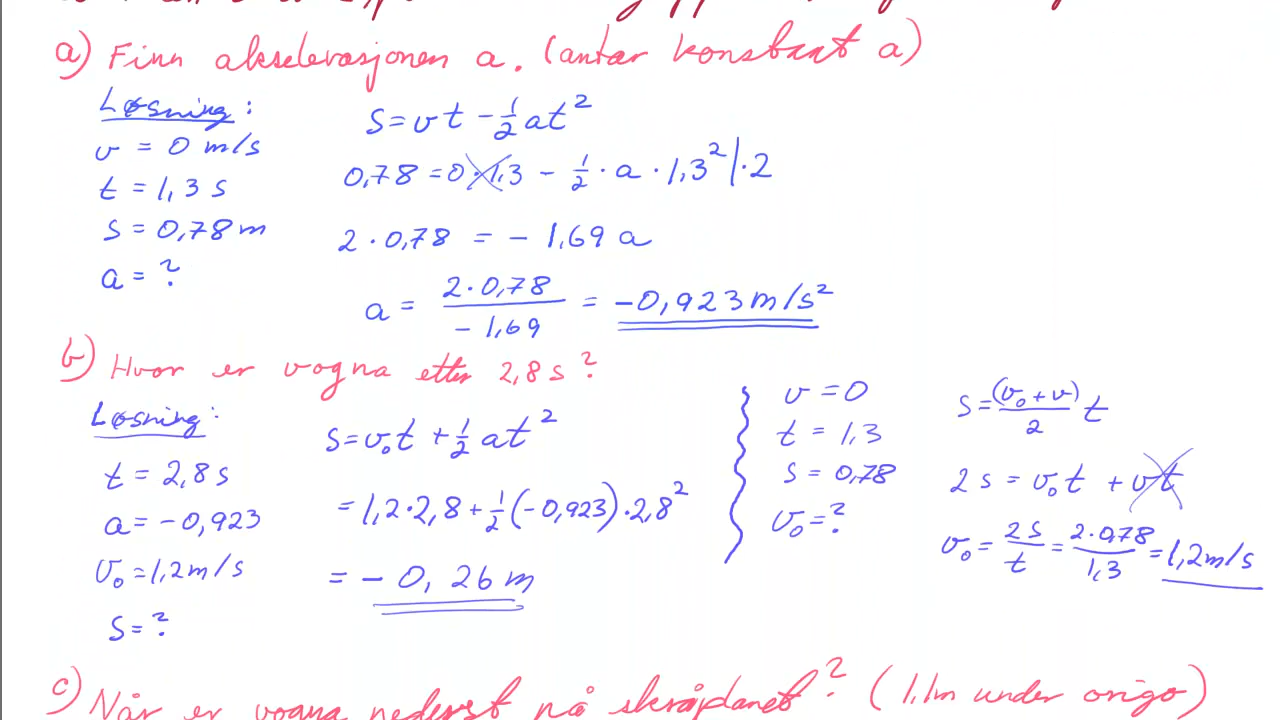 a) Finn akselerasjonen a. (antar konstant a)
Løsning:
v = 0 m/s
t = 1,3 s
s = 0,78 m
a = ?
s = vt - ½at²
0,78 = 0·1,3 - ½ · a · 1,3² |·2
2 · 0,78 = - 1,69 a
a = 2·0,78 / -1,69 = -0,923 m/s²
b) Hvor er vogna etter 2,8 s?
Løsning:
t = 2,8 s
a = -0,923
v₀ = 1,2 m/s
s = ?
s = v₀t + ½at²
= 1,2·2,8 + ½(-0,923)·2,8²
= - 0,26 m
v = 0
t = 1,3
s = 0,78
v₀ = ?
s = (v₀ + v)/2 t
2 s = v₀t + vt
v₀ = 2s/t = 2·0,78/1,3 = 1,2 m/s
c) Når er vogna nederst på skråplanet? (1,1m under origo)